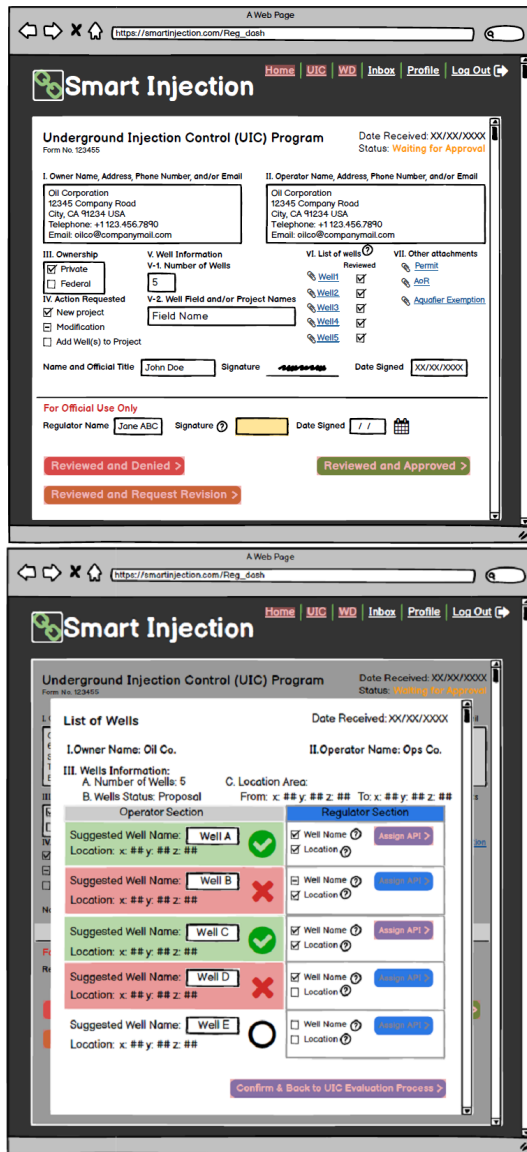 A Web Page
https://smartinjection.com/Reg_dash
Home | UIC | WD | Inbox | Profile | Log Out
Smart Injection
Underground Injection Control (UIC) Program
Form No. 123455
Date Received: XX/XX/XXXX
Status: Waiting for Approval
I. Owner Name, Address, Phone Number, and/or Email
Oil Corporation
12345 Company Road
City, CA 91234 USA
Telephone: +1 123.456.7890
Email: oilco@companymail.com
II. Operator Name, Address, Phone Number, and/or Email
Oil Corporation
12345 Company Road
City, CA 91234 USA
Telephone: +1 123.456.7890
Email: oilco@companymail.com
III. Ownership
Private
Federal
IV. Action Requested
New project
Modification
Add Well(s) to Project
V. Well Information
V-1. Number of Wells
5
V-2. Well Field and/or Project Names
Field Name
VI. List of wells ?
Reviewed
Well1
Well2
Well3
Well4
Well5
VII. Other attachments
Permit
AoR
Aquafier Exemption
Name and Official Title John Doe Signature Date Signed XX/XX/XXXX
For Official Use Only
Regulator Name Jane ABC Signature ? Date Signed / /
Reviewed and Denied > Reviewed and Approved >
Reviewed and Request Revision >
A Web Page
https://smartinjection.com/Reg_dash
Home | UIC | WD | Inbox | Profile | Log Out
Smart Injection
Underground Injection Control (UIC) Program
Form No. 123455
Date Received: XX/XX/XXXX
Status: Waiting for Approval
List of Wells Date Received: XX/XX/XXXX
I.Owner Name: Oil Co. II.Operator Name: Ops Co.
III. Wells Information:
A. Number of Wells: 5 C. Location Area:
B. Wells Status: Proposal From: x: ## y: ## z: ## To: x: ## y: ## z: ##
Operator Section Regulator Section
Suggested Well Name: Well A
Location: x: ## y: ## z: ##
Well Name ? Assign API >
Location ?
Suggested Well Name: Well B
Location: x: ## y: ## z: ##
Well Name ? Assign API >
Location ?
Suggested Well Name: Well C
Location: x: ## y: ## z: ##
Well Name ? Assign API >
Location ?
Suggested Well Name: Well D
Location: x: ## y: ## z: ##
Well Name ? Assign API >
Location ?
Suggested Well Name: Well E
Location: x: ## y: ## z: ##
Well Name ? Assign API >
Location ?
Confirm & Back to UIC Evaluation Process >